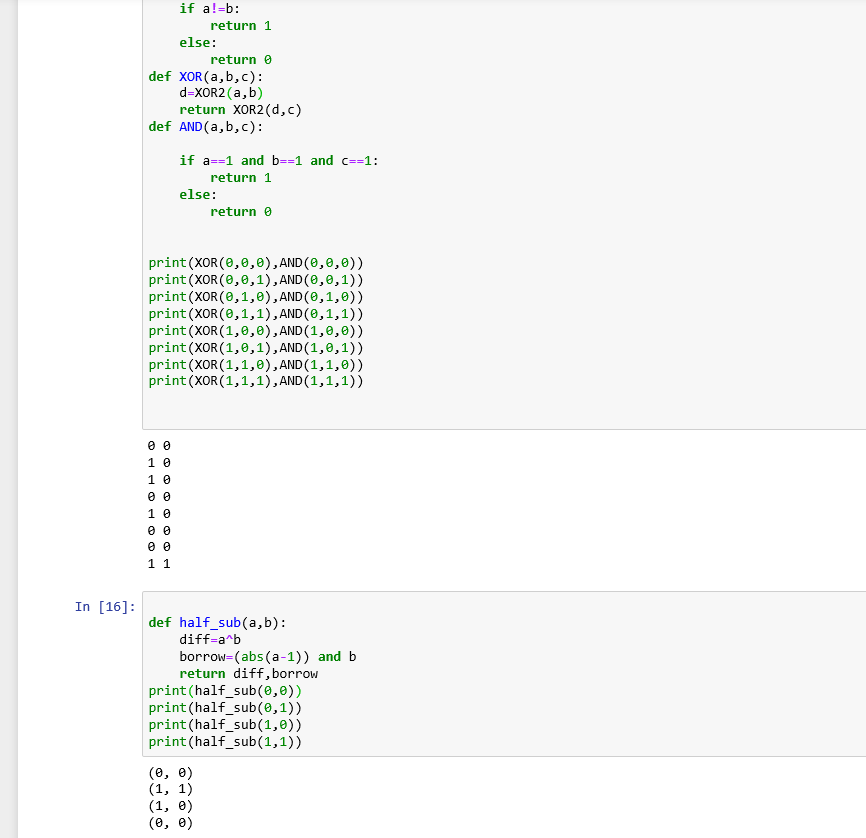 if a!=b:
        return 1
    else:
        return 0
def XOR(a,b,c):
    d=XOR2(a,b)
    return XOR2(d,c)
def AND(a,b,c):
    if a==1 and b==1 and c==1:
        return 1
    else:
        return 0
print(XOR(0,0,0),AND(0,0,0))
print(XOR(0,0,1),AND(0,0,1))
print(XOR(0,1,0),AND(0,1,0))
print(XOR(0,1,1),AND(0,1,1))
print(XOR(1,0,0),AND(1,0,0))
print(XOR(1,0,1),AND(1,0,1))
print(XOR(1,1,0),AND(1,1,0))
print(XOR(1,1,1),AND(1,1,1))
0 0
1 0
1 0
0 0
1 0
0 0
0 0
1 1
In [16]:
def half_sub(a,b):
    diff=a^b
    borrow=(abs(a-1)) and b
    return diff,borrow
print(half_sub(0,0))
print(half_sub(0,1))
print(half_sub(1,0))
print(half_sub(1,1))
(0, 0)
(1, 1)
(1, 0)
(0, 0)